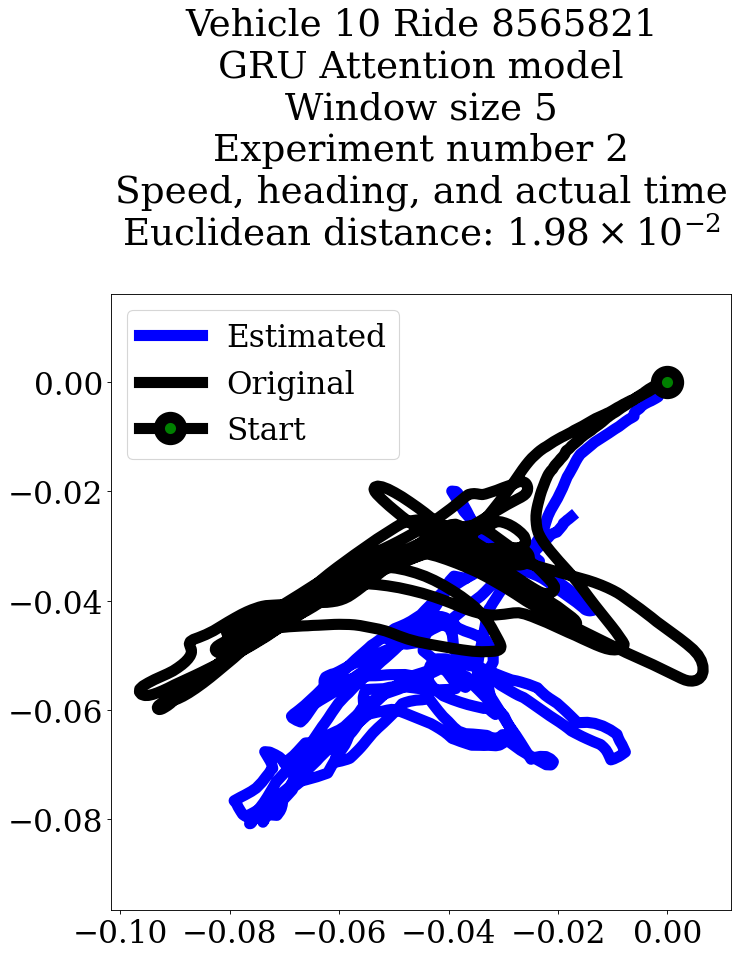 Vehicle 10 Ride 8565821
GRU Attention model
Window size 5
Experiment number 2
Speed, heading, and actual time
Euclidean distance: 1.98 × 10⁻²
Estimated
Original
Start
0.00
−0.02
−0.04
−0.06
−0.08
−0.10 −0.08 −0.06 −0.04 −0.02 0.00